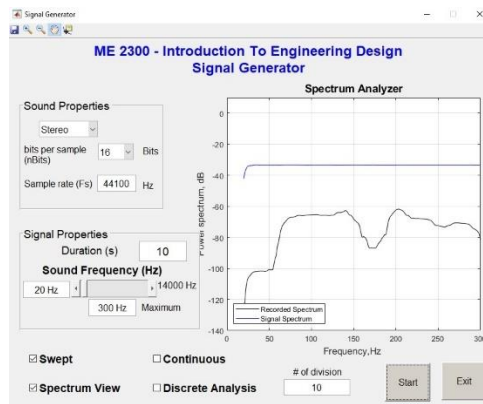 Signal Generator
ME 2300 - Introduction To Engineering Design
Signal Generator
Sound Properties
Stereo
bits per sample
(nBits)
16
Bits
Sample rate (Fs)
44100
Hz
Signal Properties
Duration (s)
10
Sound Frequency (Hz)
20 Hz
14000 Hz
300 Hz
Maximum
Swept
Continuous
Spectrum View
Discrete Analysis
Spectrum Analyzer
Power spectrum, dB
0
-20
-40
-60
-80
-100
-120
-140
Recorded Spectrum
Signal Spectrum
0
50
100
150
200
250
300
Frequency,Hz
# of division
10
Start
Exit